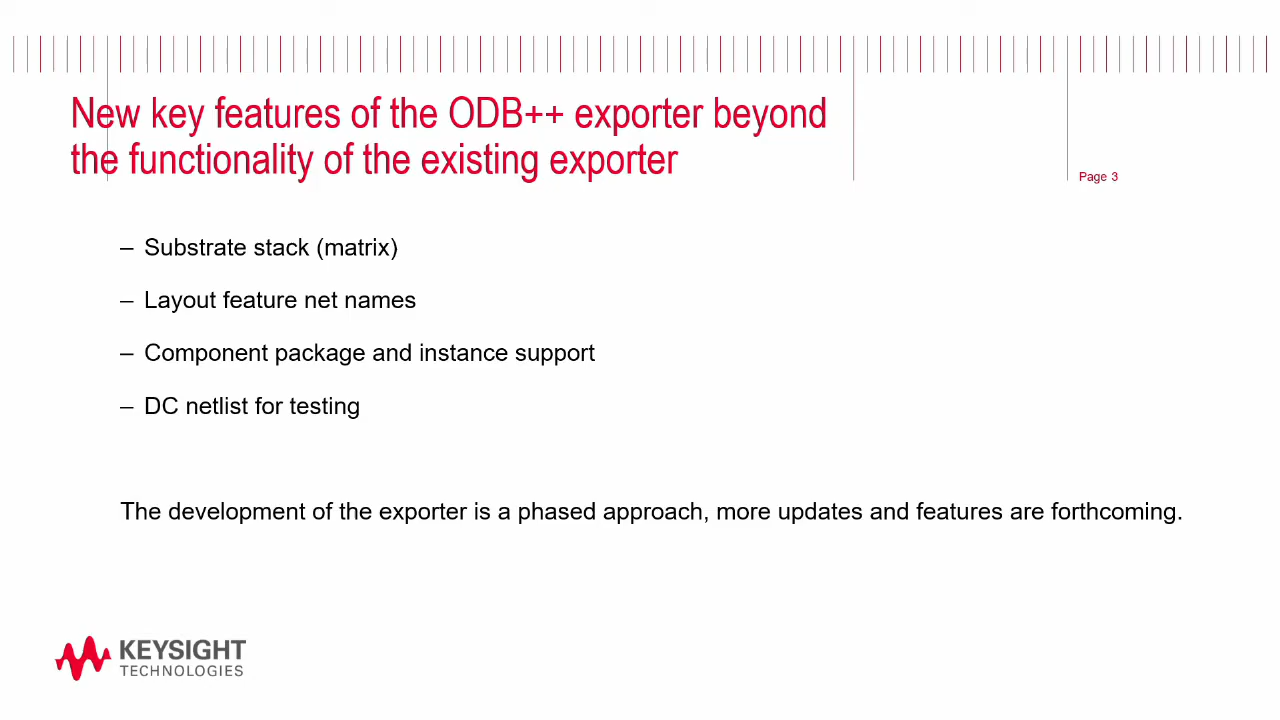 New key features of the ODB++ exporter beyond
the functionality of the existing exporter
Page 3
– Substrate stack (matrix)
– Layout feature net names
– Component package and instance support
– DC netlist for testing
The development of the exporter is a phased approach, more updates and features are forthcoming.
KEYSIGHT
TECHNOLOGIES